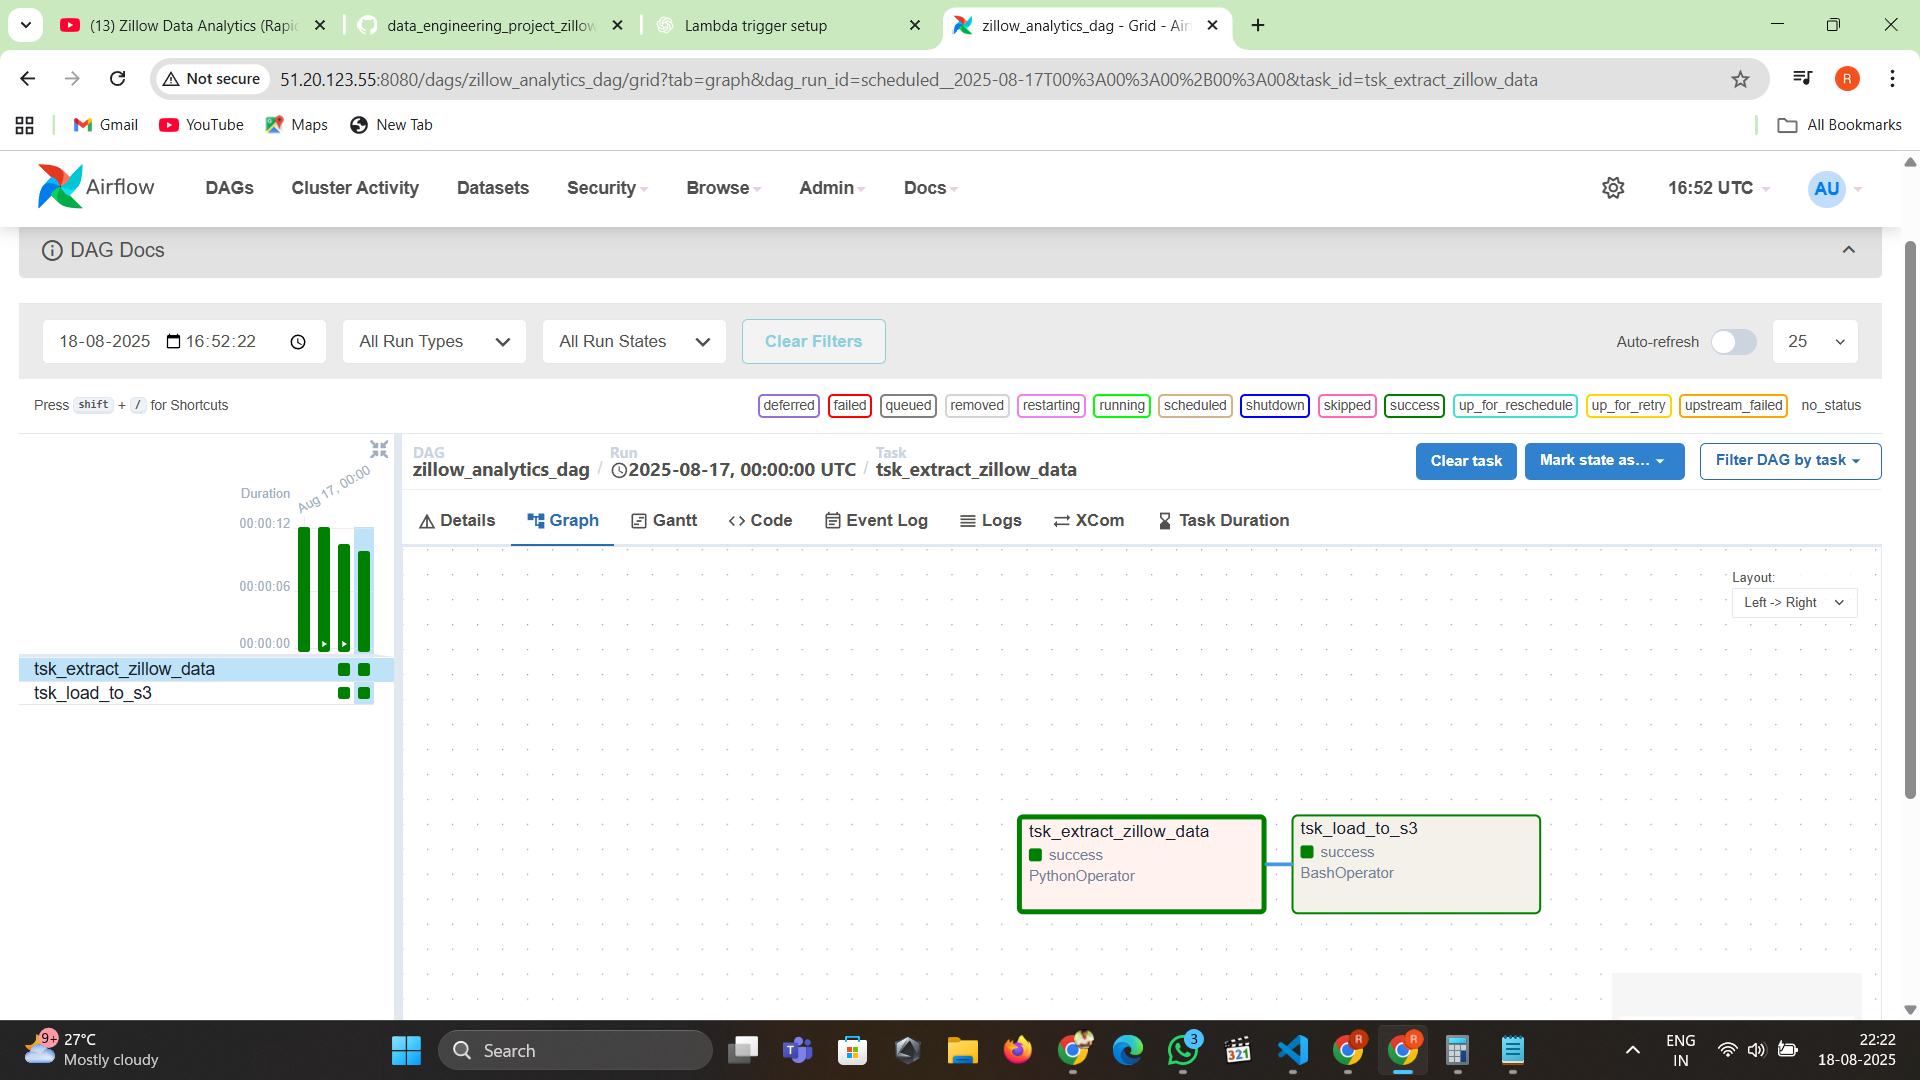 (13) Zillow Data Analytics (Rapi
data_engineering_project_zillow
Lambda trigger setup
zillow_analytics_dag - Grid - Air
Not secure
51.20.123.55:8080/dags/zillow_analytics_dag/grid?tab=graph&dag_run_id=scheduled__2025-08-17T00%3A00%3A00%2B00%3A00&task_id=tsk_extract_zillow_data
R
Gmail
YouTube
Maps
New Tab
All Bookmarks
Airflow
DAGs
Cluster Activity
Datasets
Security
Browse
Admin
Docs
16:52 UTC
AU
DAG Docs
18-08-2025 16:52:22
All Run Types
All Run States
Clear Filters
Auto-refresh
25
Press shift + / for Shortcuts
deferred
failed
queued
removed
restarting
running
scheduled
shutdown
skipped
success
up_for_reschedule
up_for_retry
upstream_failed
no_status
DAG
zillow_analytics_dag
/
Run
2025-08-17, 00:00:00 UTC
/
Task
tsk_extract_zillow_data
Clear task
Mark state as...
Filter DAG by task
Duration
Aug 17, 00:00
00:00:12
00:00:06
00:00:00
tsk_extract_zillow_data
tsk_load_to_s3
Details
Graph
Gantt
Code
Event Log
Logs
XCom
Task Duration
Layout:
Left -> Right
tsk_extract_zillow_data
success
PythonOperator
tsk_load_to_s3
success
BashOperator
9+
27°C
Mostly cloudy
Search
3
321
R
R
ENG
IN
22:22
18-08-2025